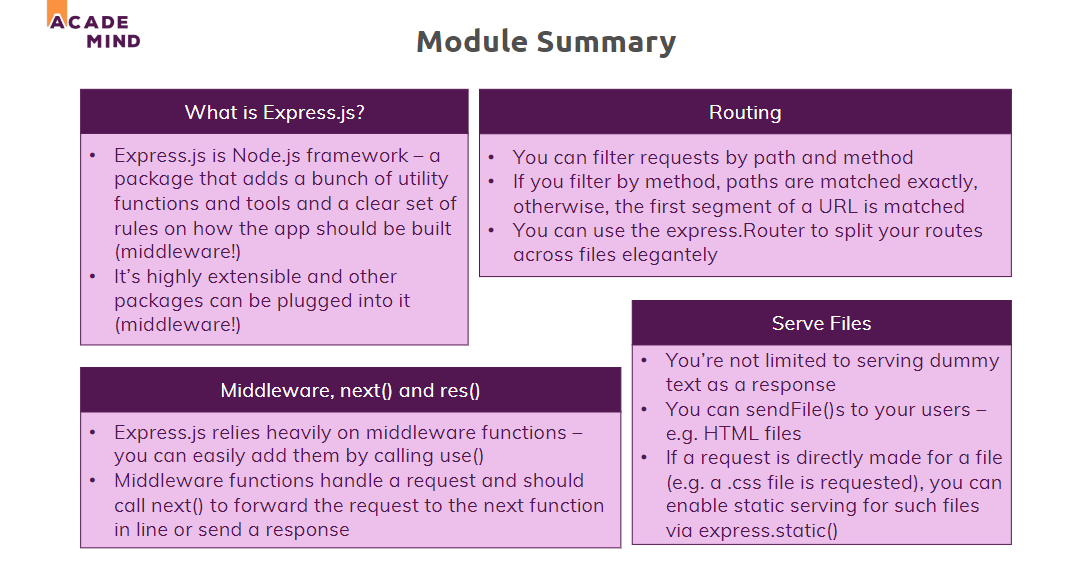 ACADE
MIND
Module Summary
What is Express.js?
• Express.js is Node.js framework – a
package that adds a bunch of utility
functions and tools and a clear set of
rules on how the app should be built
(middleware!)
• It’s highly extensible and other
packages can be plugged into it
(middleware!)
Routing
• You can filter requests by path and method
• If you filter by method, paths are matched exactly,
otherwise, the first segment of a URL is matched
• You can use the express.Router to split your routes
across files elegantely
Middleware, next() and res()
• Express.js relies heavily on middleware functions –
you can easily add them by calling use()
• Middleware functions handle a request and should
call next() to forward the request to the next function
in line or send a response
Serve Files
• You’re not limited to serving dummy
text as a response
• You can sendFile()s to your users –
e.g. HTML files
• If a request is directly made for a file
(e.g. a .css file is requested), you can
enable static serving for such files
via express.static()